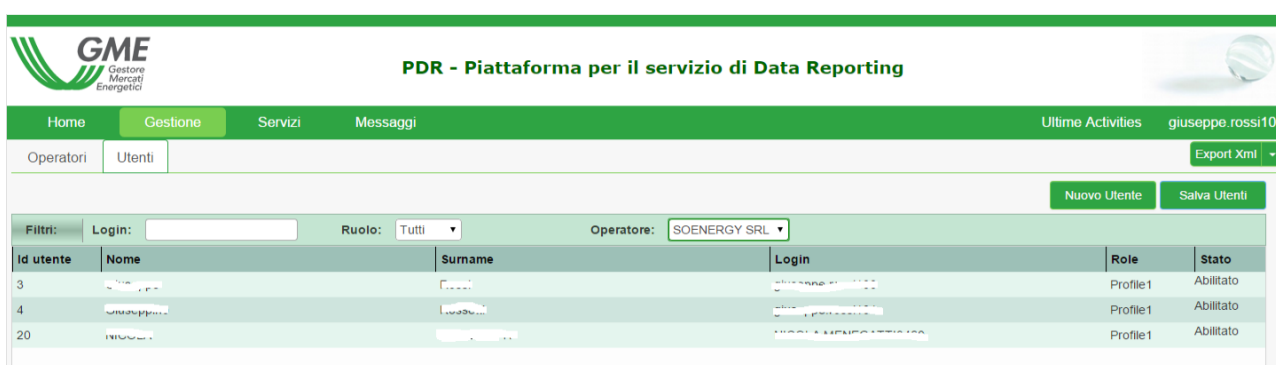 GME
Gestore
Mercati
Energetici
PDR - Piattaforma per il servizio di Data Reporting
Home Gestione Servizi Messaggi Ultime Activities giuseppe.rossi10
Operatori Utenti Export Xml
Nuovo Utente Salva Utenti
Filtri: Login: Ruolo: Tutti Operatore: SOENERGY SRL
Id utente Nome Surname Login Role Stato
3 Profile1 Abilitato
4 Profile1 Abilitato
20 Profile1 Abilitato